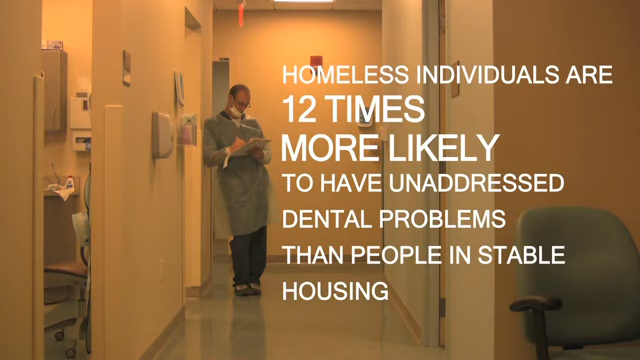 HOMELESS INDIVIDUALS ARE
12 TIMES
MORE LIKELY
TO HAVE UNADDRESSED
DENTAL PROBLEMS
THAN PEOPLE IN STABLE
HOUSING